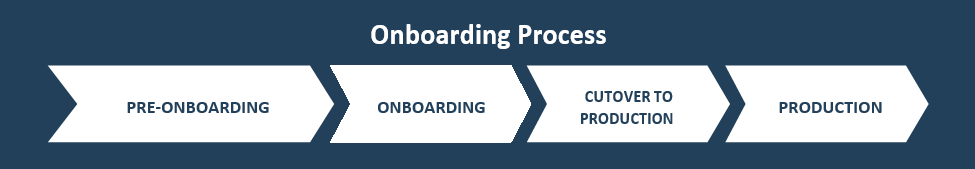 Onboarding Process
PRE-ONBOARDING
ONBOARDING
CUTOVER TO
PRODUCTION
PRODUCTION